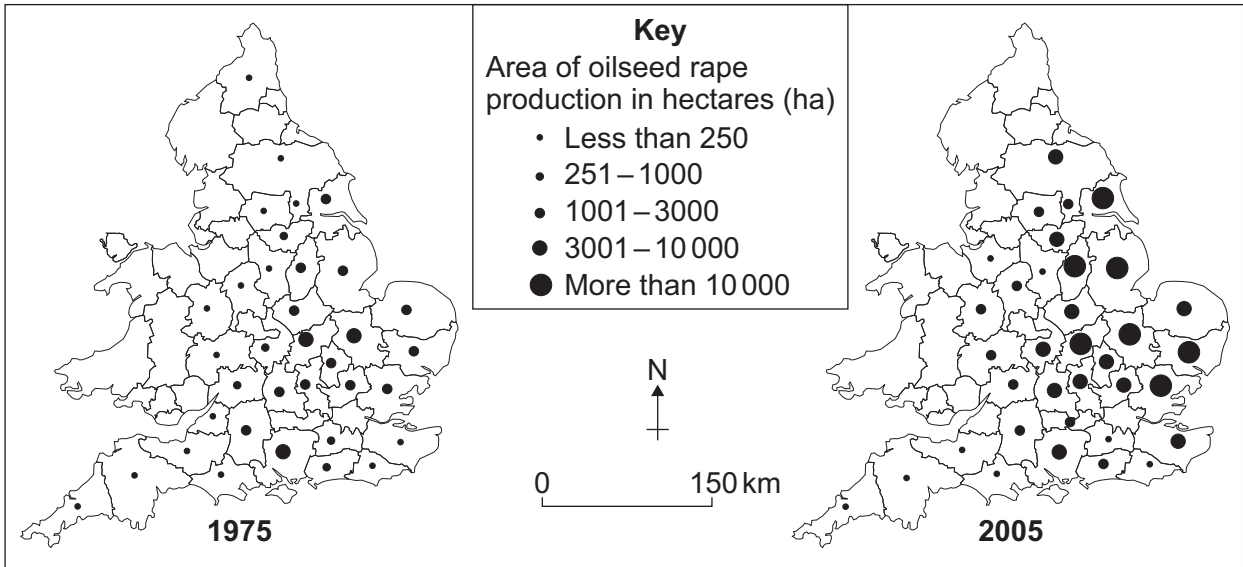 Key
Area of oilseed rape
production in hectares (ha)
Less than 250
251–1000
1001–3000
3001–10 000
More than 10 000
N
0 150 km
1975
2005